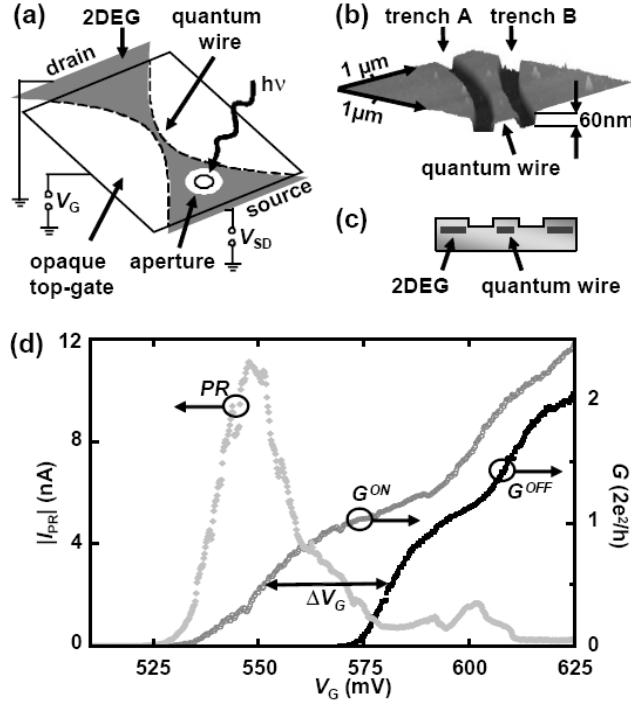 (a)
2DEG
quantum
wire
drain
hν
V_G
source
V_SD
opaque
top-gate
aperture
(b)
trench A
trench B
1 μm
1μm
60nm
quantum wire
(c)
2DEG
quantum wire
(d)
12
8
4
0
|I_PR| (nA)
PR
G^ON
G^OFF
ΔV_G
2
1
0
G (2e²/h)
525
550
575
600
625
V_G (mV)